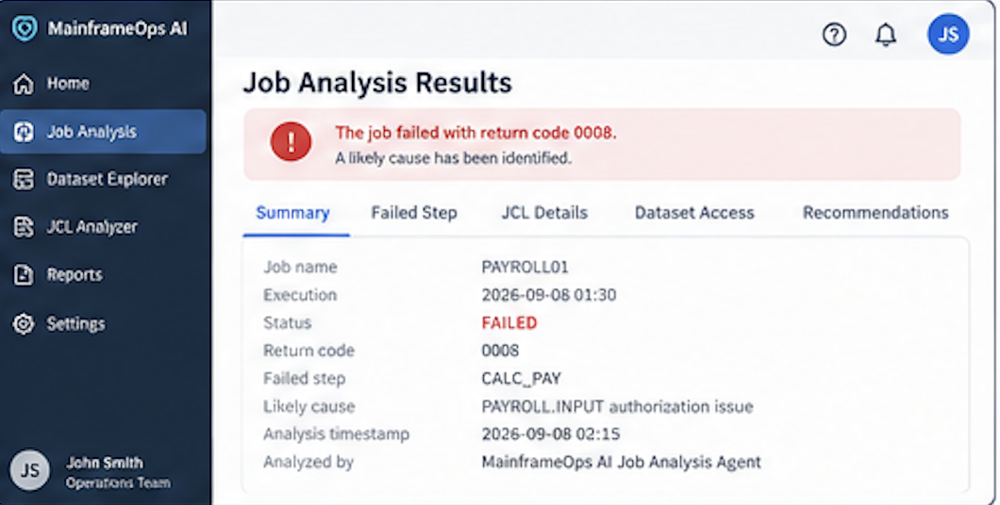 MainframeOps AI
Home
Job Analysis
Dataset Explorer
JCL Analyzer
Reports
Settings
JS
John Smith
Operations Team
JS
Job Analysis Results
The job failed with return code 0008.
A likely cause has been identified.
Summary Failed Step JCL Details Dataset Access Recommendations
Job name PAYROLL01
Execution 2026-09-08 01:30
Status FAILED
Return code 0008
Failed step CALC_PAY
Likely cause PAYROLL.INPUT authorization issue
Analysis timestamp 2026-09-08 02:15
Analyzed by MainframeOps AI Job Analysis Agent